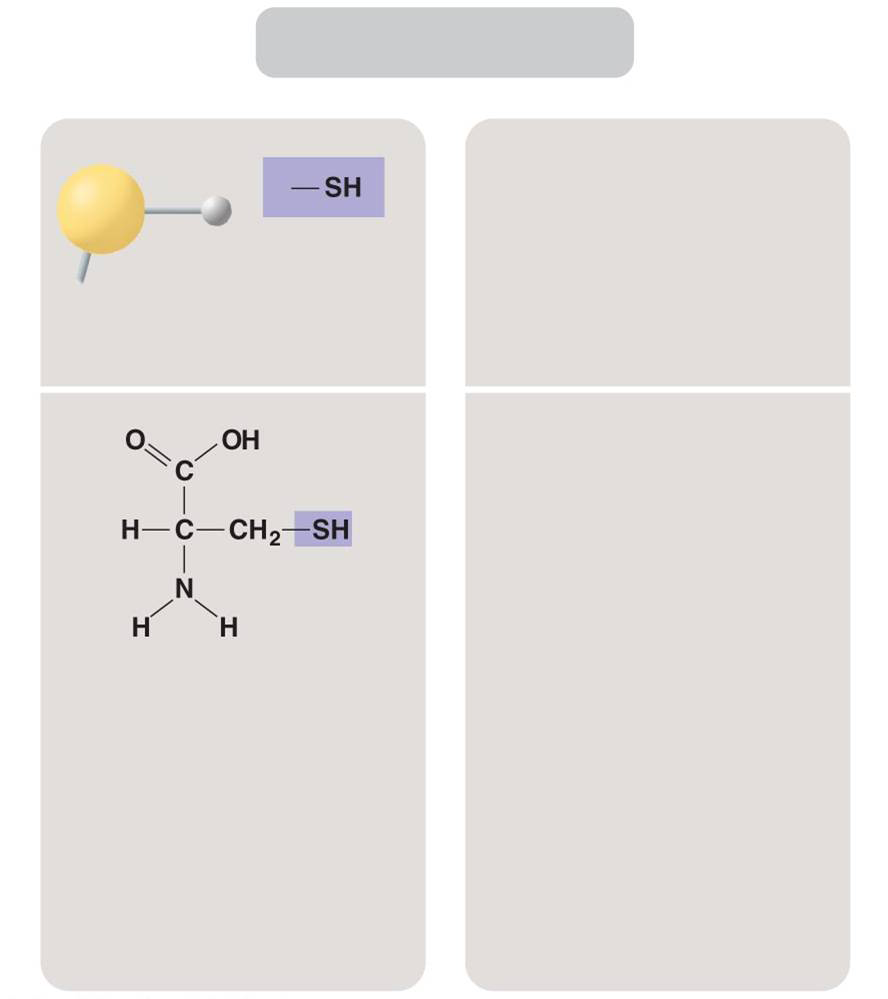 — SH
O OH
C
H—C—CH₂—SH
N
H H